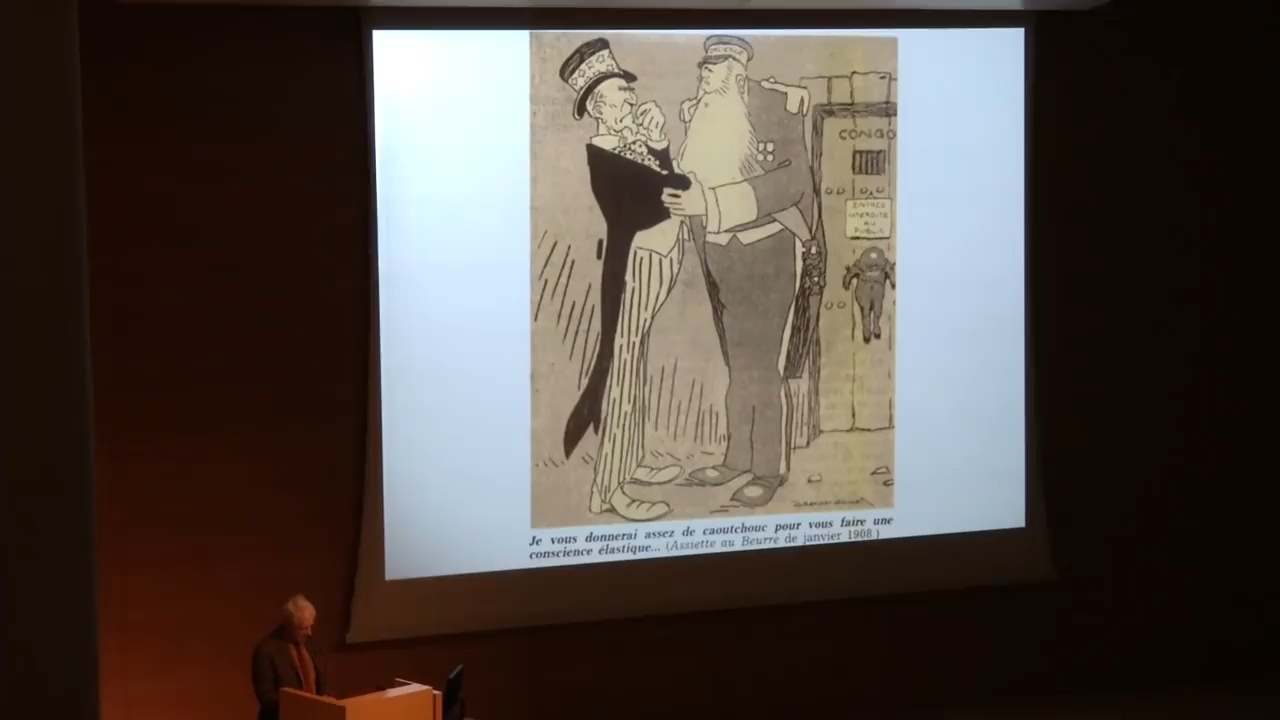 CONGO
ENTRÉE
INTERDITE
AU
PUBLIC
Je vous donnerai assez de caoutchouc pour vous faire une
conscience élastique... (Assiette au Beurre de janvier 1908.)